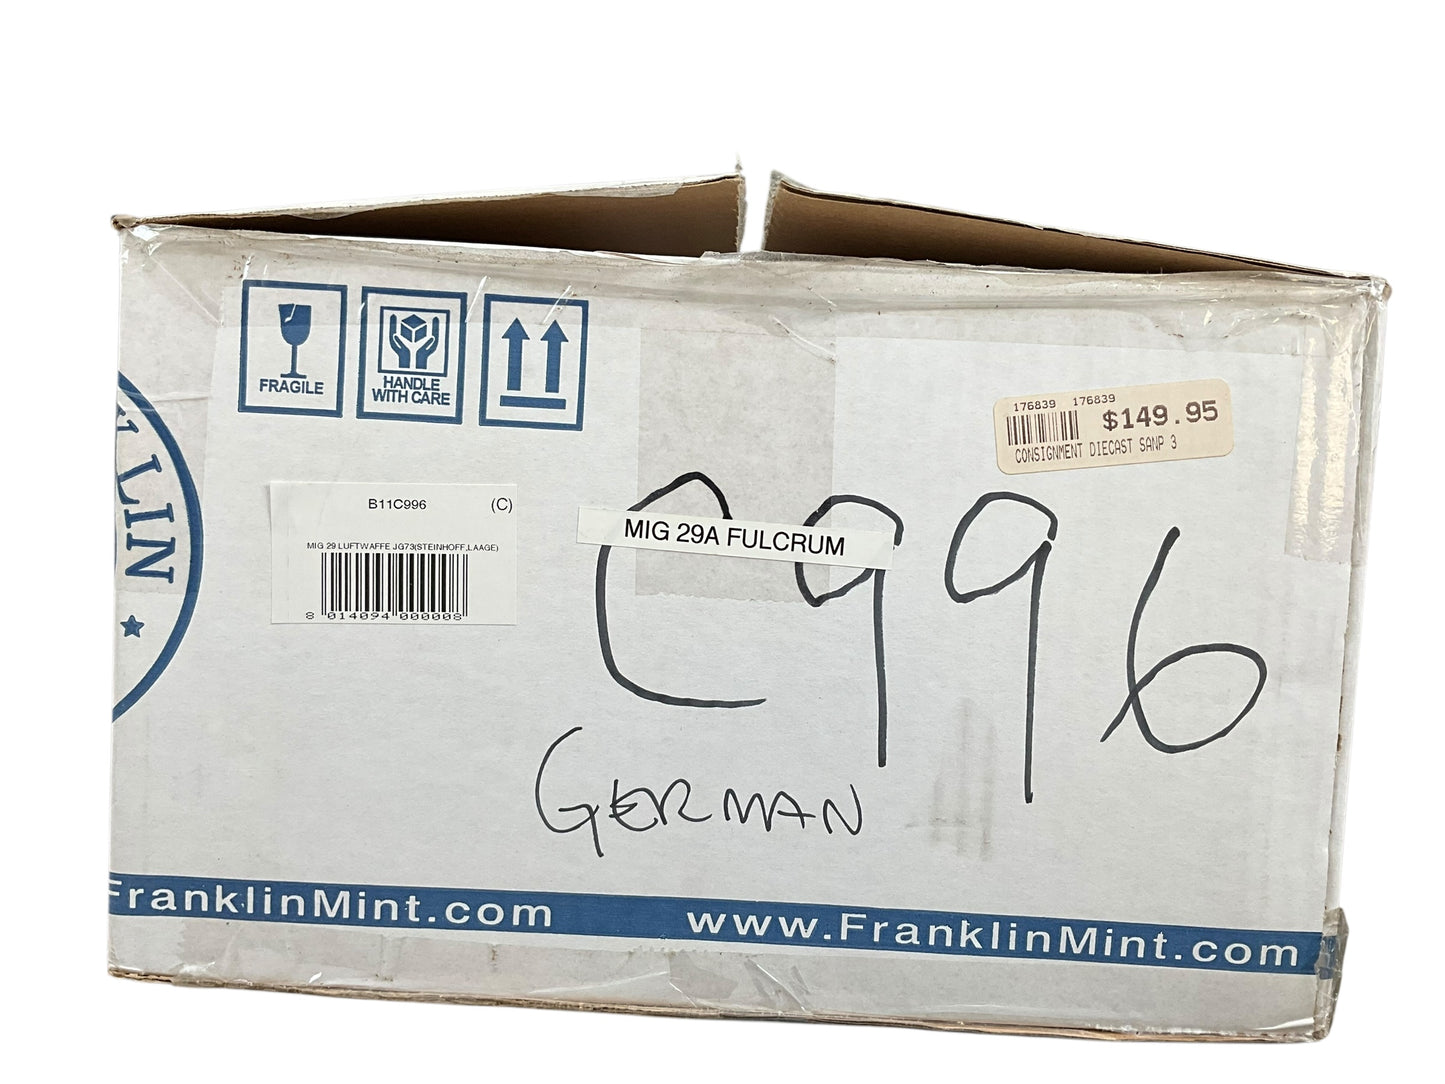 FRAGILE
HANDLE
WITH CARE
176839 176839
$149.95
CONSIGNMENT DIECAST SANP 3
LIN
B11C996 (C)
MIG 29 LUFTWAFFE JG73(STEINHOFF,LAAGE)
8 014094 000008
MIG 29A FULCRUM
C996
GERMAN
FranklinMint.com www.FranklinMint.com